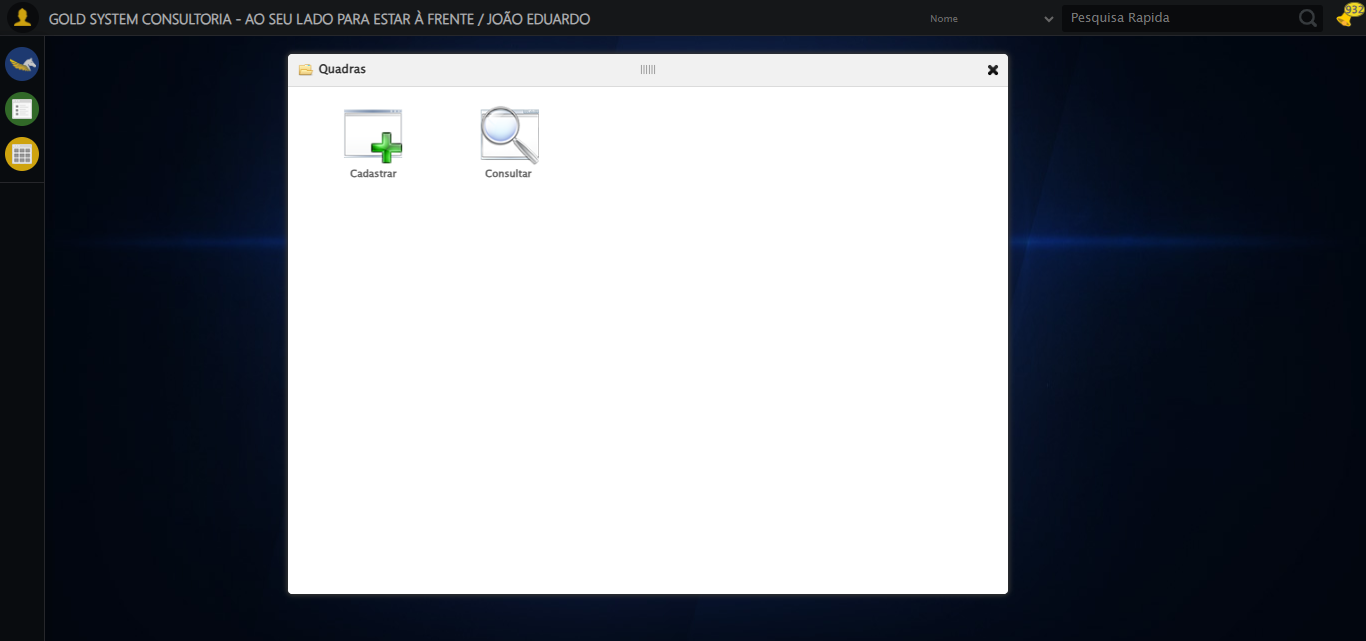 GOLD SYSTEM CONSULTORIA - AO SEU LADO PARA ESTAR À FRENTE / JOÃO EDUARDO
Nome
Pesquisa Rapida
932
Quadras
Cadastrar
Consultar